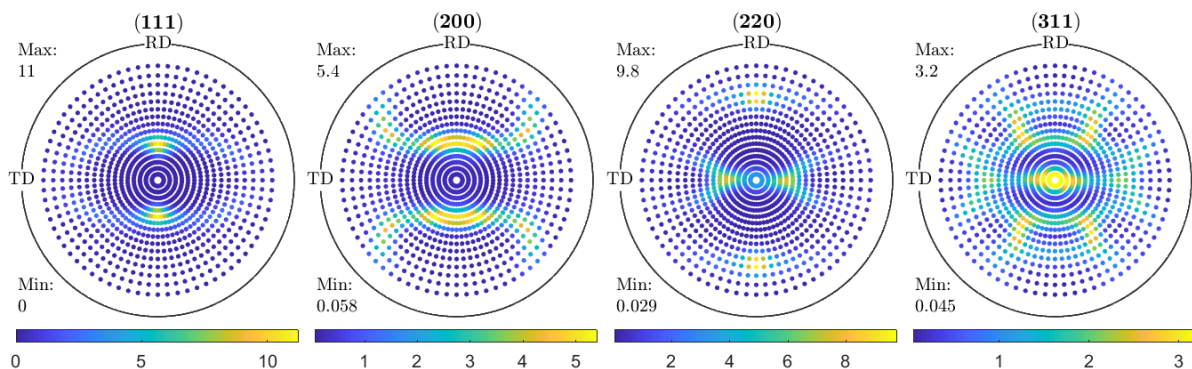 (111)
RD
Max:
11
TD
Min:
0
0 5 10
(200)
RD
Max:
5.4
TD
Min:
0.058
1 2 3 4 5
(220)
RD
Max:
9.8
TD
Min:
0.029
2 4 6 8
(311)
RD
Max:
3.2
TD
Min:
0.045
1 2 3